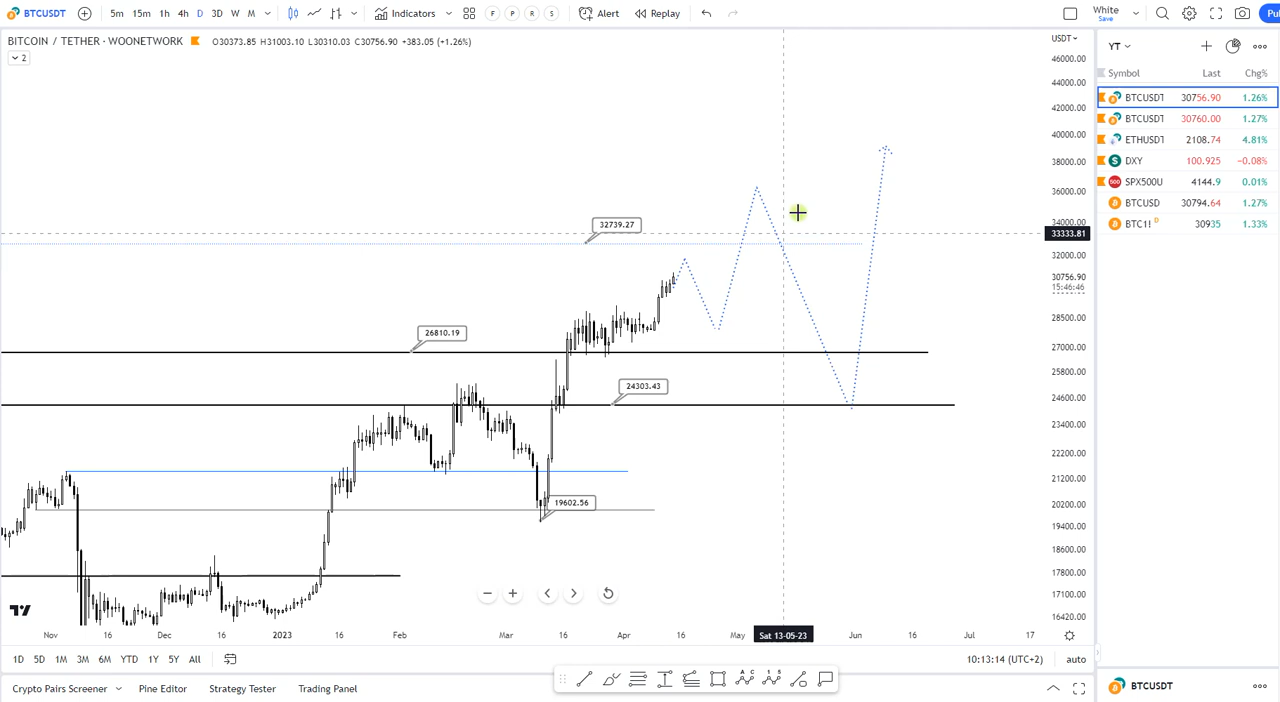 BTCUSDT 5m 15m 1h 4h D 3D W M Indicators F P R S Alert Replay White Save Pu
BITCOIN / TETHER · WOONETWORK O30373.85 H31003.10 L30310.03 C30756.90 +383.05 (+1.26%)
2
USDT
46000.00
44000.00
42000.00
40000.00
38000.00
36000.00
34000.00
33333.81
32000.00
30756.90
15:46:46
28500.00
27000.00
25800.00
24600.00
23400.00
22200.00
21200.00
20200.00
19400.00
18600.00
17800.00
17100.00
16420.00
32739.27
26810.19
24303.43
19602.56
Nov 16 Dec 16 2023 16 Feb Mar 16 Apr 16 May Sat 13-05-23 Jun 16 Jul 17
1D 5D 1M 3M 6M YTD 1Y 5Y All 10:13:14 (UTC+2) auto
Crypto Pairs Screener Pine Editor Strategy Tester Trading Panel
YT
Symbol Last Chg%
BTCUSDT 30756.90 1.26%
BTCUSDT 30760.00 1.27%
ETHUSDT 2108.74 4.81%
DXY 100.925 −0.08%
SPX500U 4144.9 0.01%
BTCUSD 30794.64 1.27%
BTC1! D 30935 1.33%
BTCUSDT